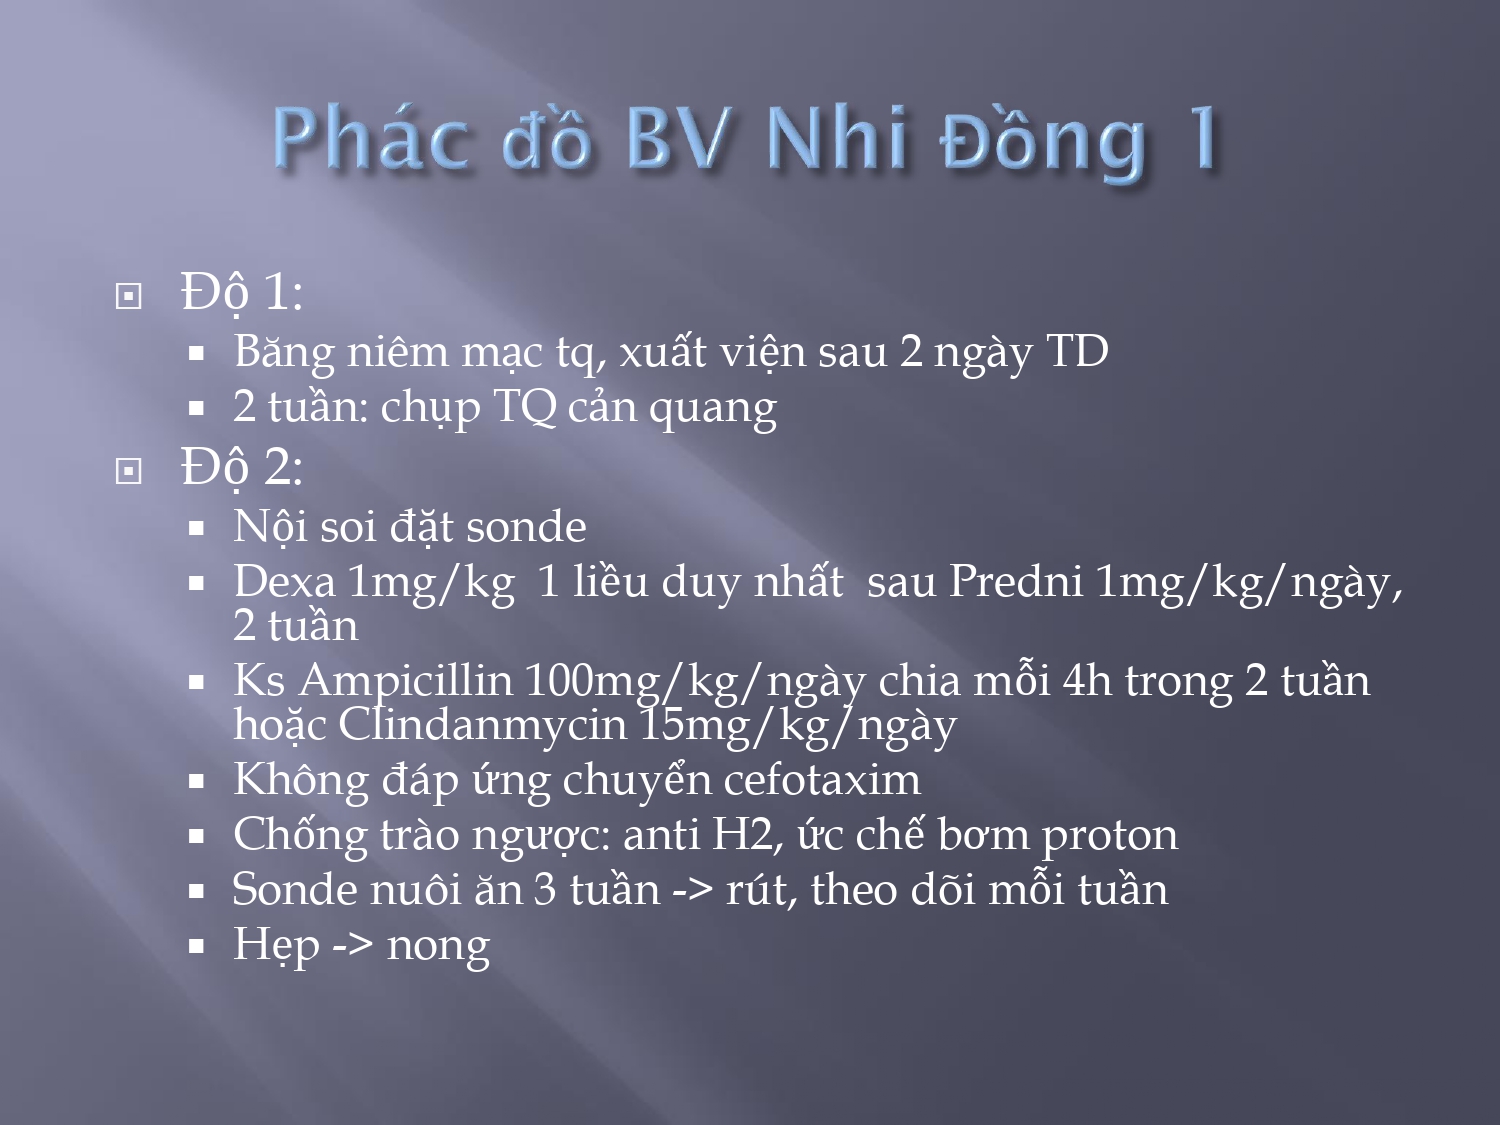 Phác đồ BV Nhi Đồng 1
Độ 1:
Băng niêm mạc tq, xuất viện sau 2 ngày TD
2 tuần: chụp TQ cản quang
Độ 2:
Nội soi đặt sonde
Dexa 1mg/kg 1 liều duy nhất sau Predni 1mg/kg/ngày,
2 tuần
Ks Ampicillin 100mg/kg/ngày chia mỗi 4h trong 2 tuần
hoặc Clindanmycin 15mg/kg/ngày
Không đáp ứng chuyển cefotaxim
Chống trào ngược: anti H2, ức chế bơm proton
Sonde nuôi ăn 3 tuần -> rút, theo dõi mỗi tuần
Hẹp -> nong